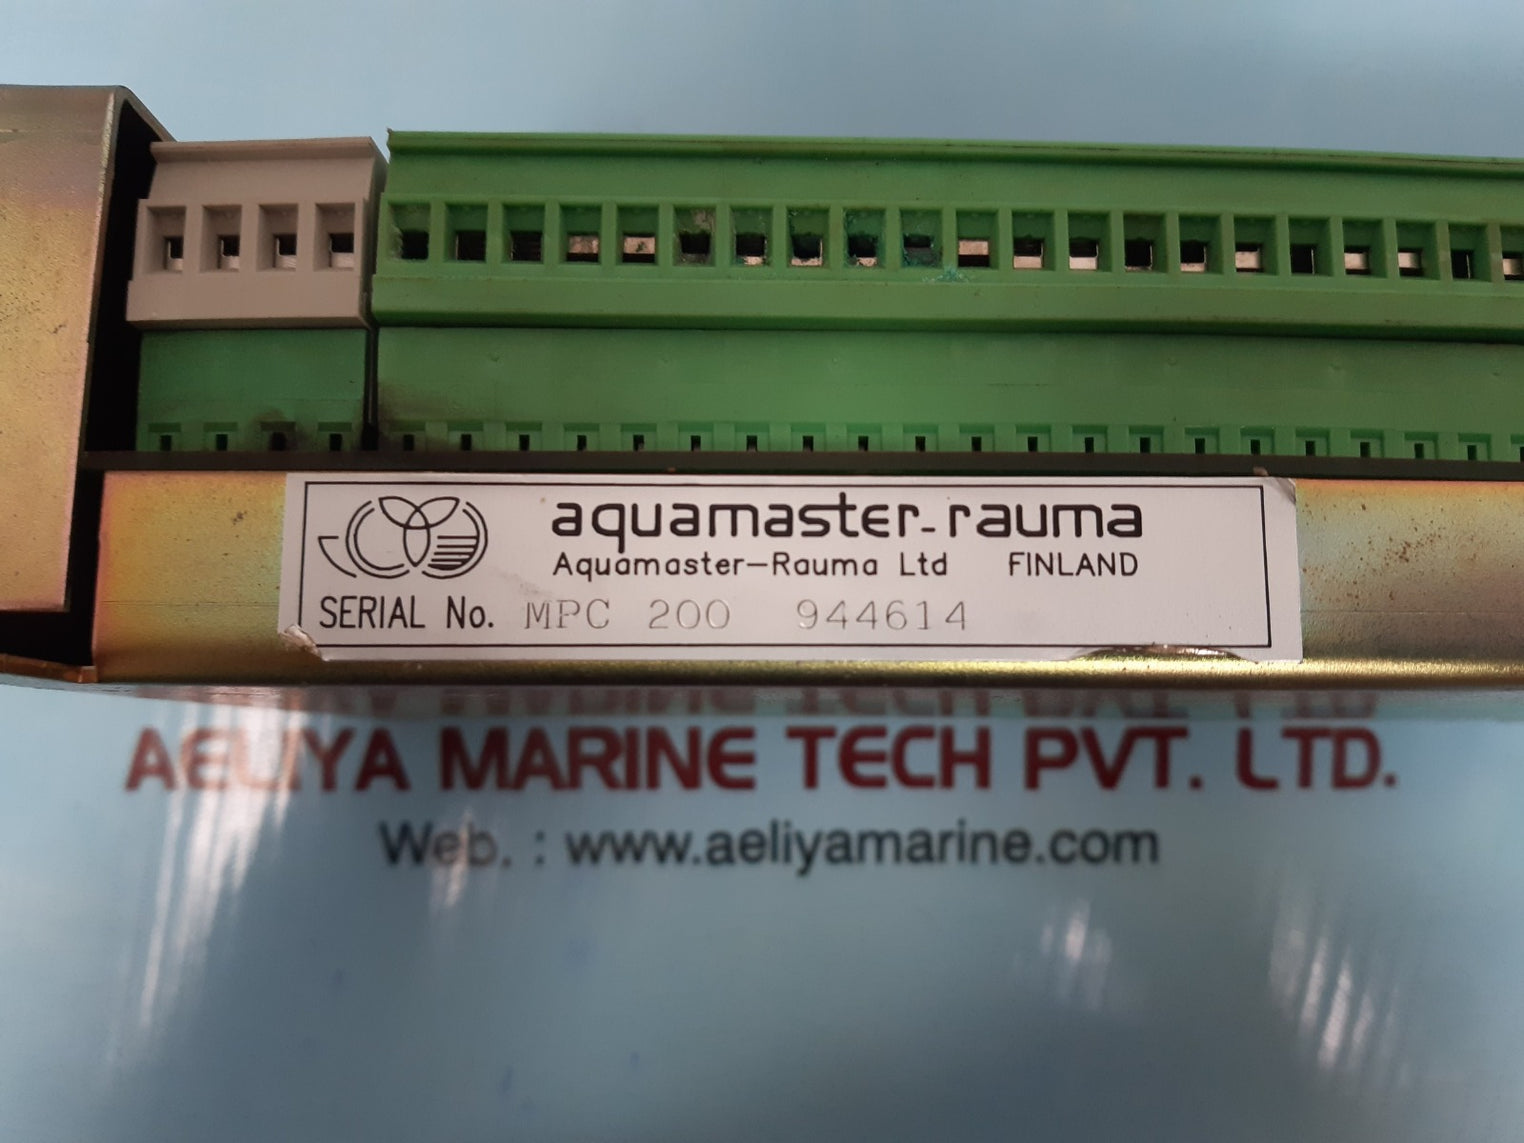 aquamaster-rauma
Aquamaster-Rauma Ltd FINLAND
SERIAL No. MPC 200 944614
AELIYA MARINE TECH PVT. LTD.
Web. : www.aeliyamarine.com